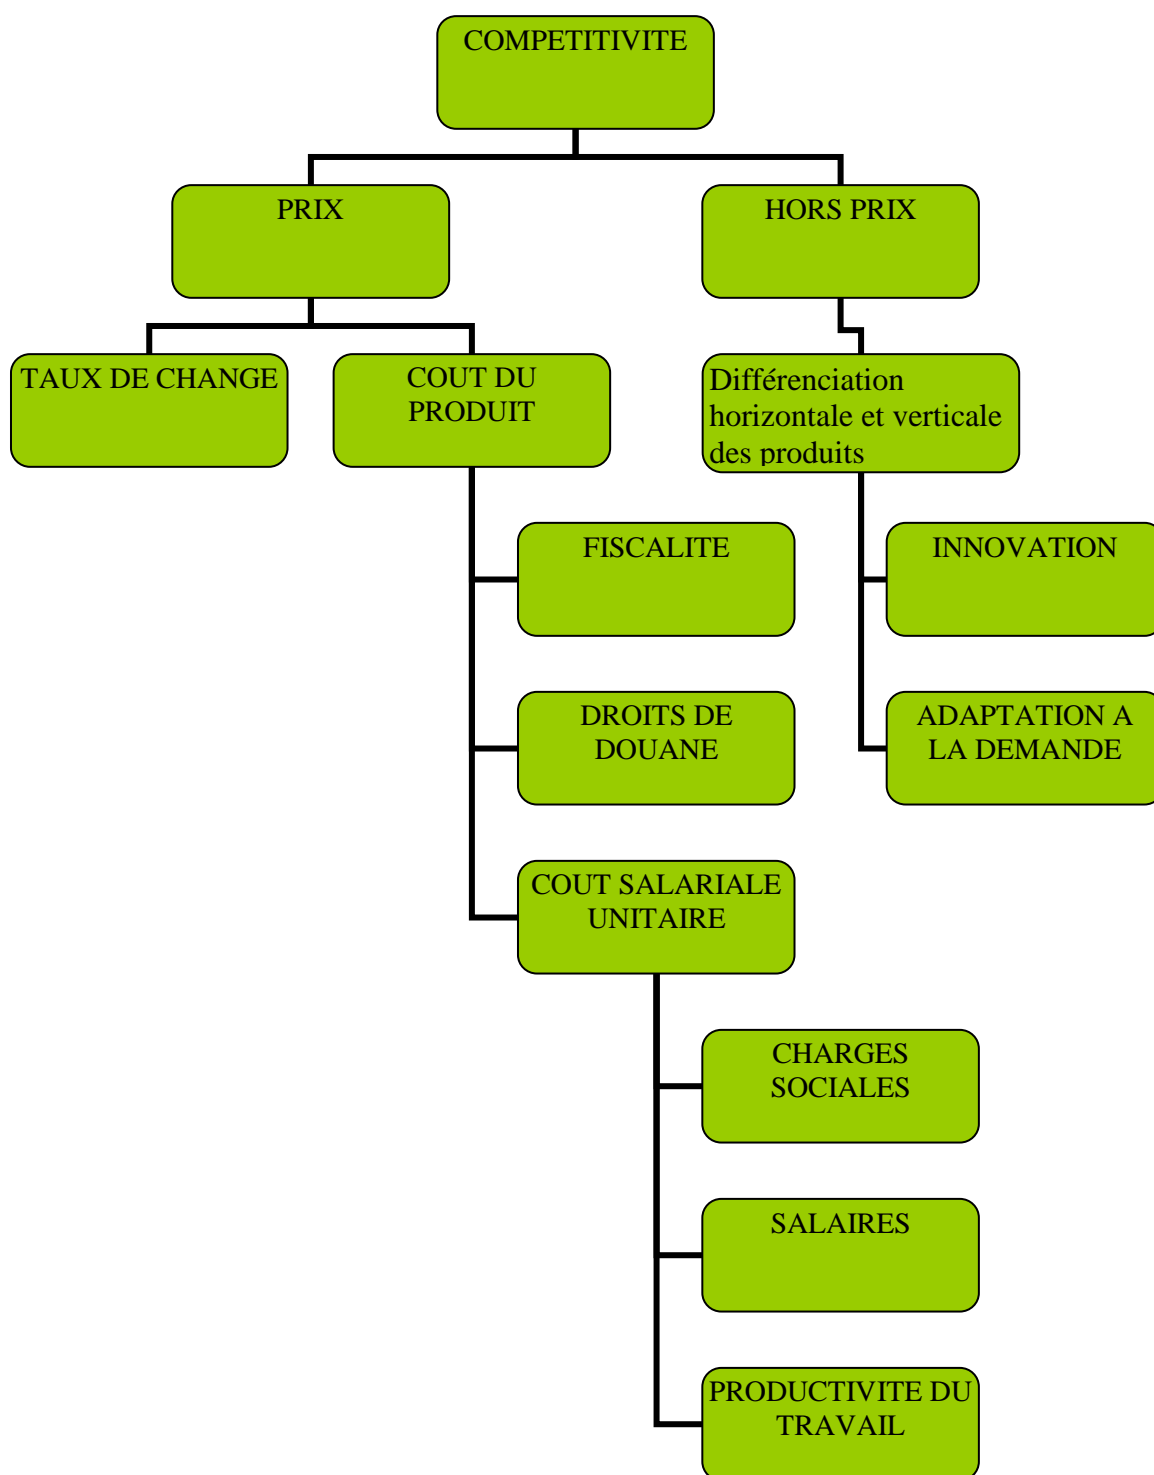 COMPETITIVITE
PRIX
HORS PRIX
TAUX DE CHANGE
COUT DU
PRODUIT
Différenciation
horizontale et verticale
des produits
FISCALITE
INNOVATION
DROITS DE
DOUANE
ADAPTATION A
LA DEMANDE
COUT SALARIALE
UNITAIRE
CHARGES
SOCIALES
SALAIRES
PRODUCTIVITE DU
TRAVAIL